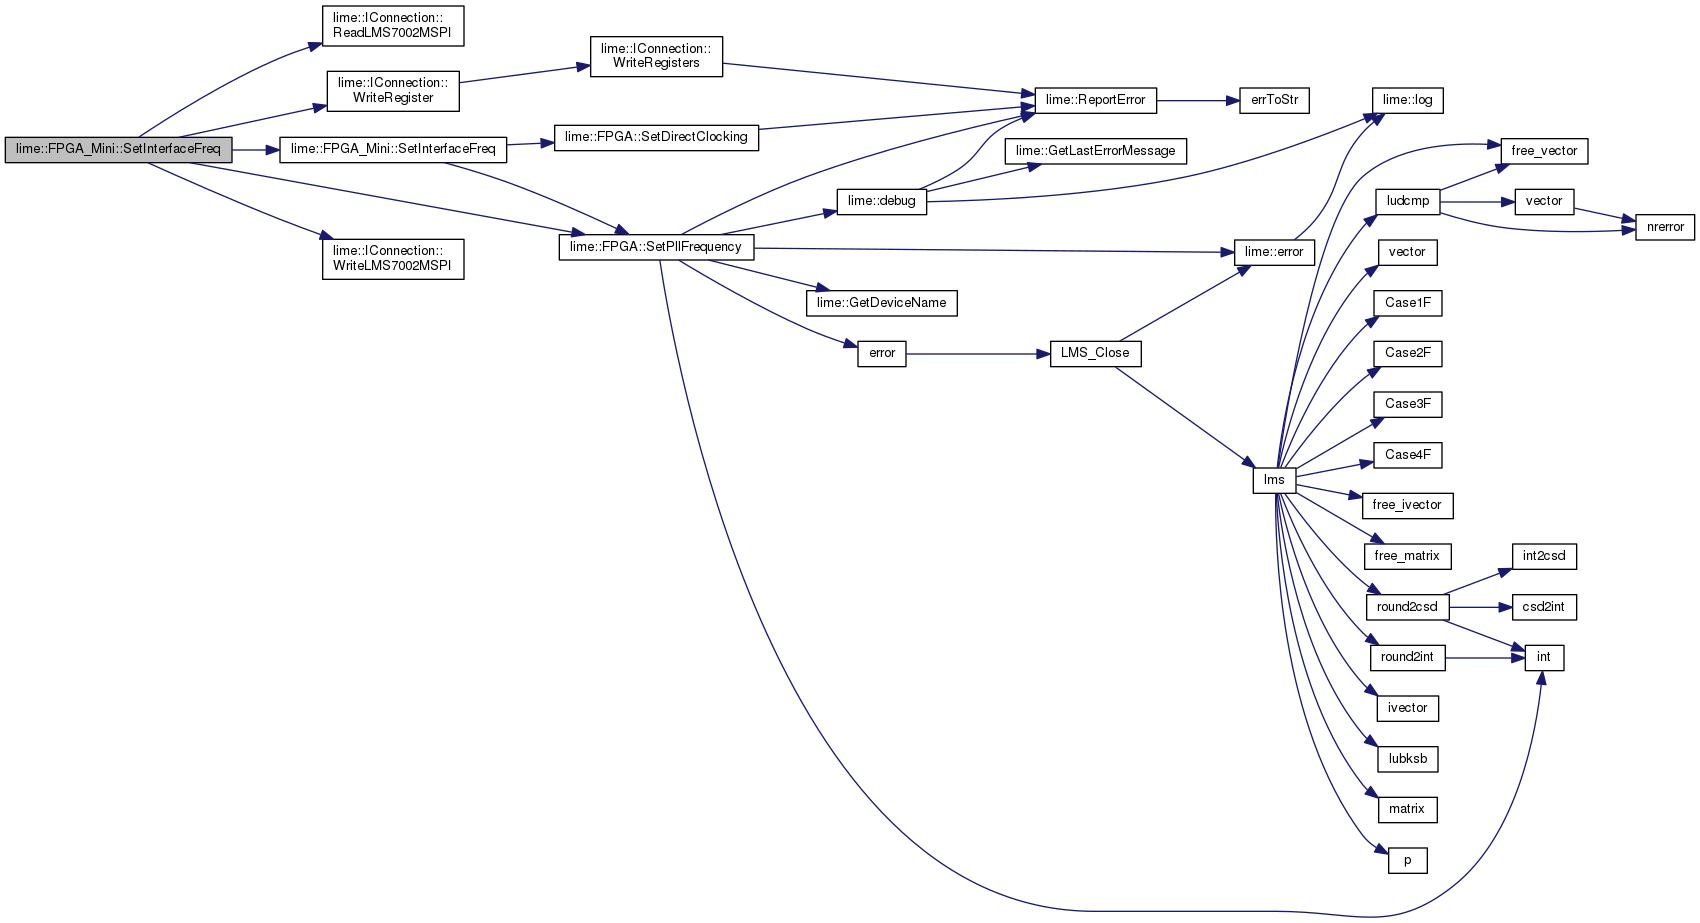 lime::IConnection::
ReadLMS7002MSPI
lime::IConnection::
WriteRegisters
lime::IConnection::
WriteRegister
lime::ReportError
errToStr
lime::log
lime::FPGA_Mini::SetInterfaceFreq
lime::FPGA_Mini::SetInterfaceFreq
lime::FPGA::SetDirectClocking
lime::GetLastErrorMessage
free_vector
lime::debug
ludcmp
vector
nrerror
lime::IConnection::
WriteLMS7002MSPI
lime::FPGA::SetPllFrequency
lime::error
vector
lime::GetDeviceName
Case1F
error
LMS_Close
Case2F
Case3F
Case4F
lms
free_ivector
free_matrix
int2csd
round2csd
csd2int
round2int
int
ivector
lubksb
matrix
p